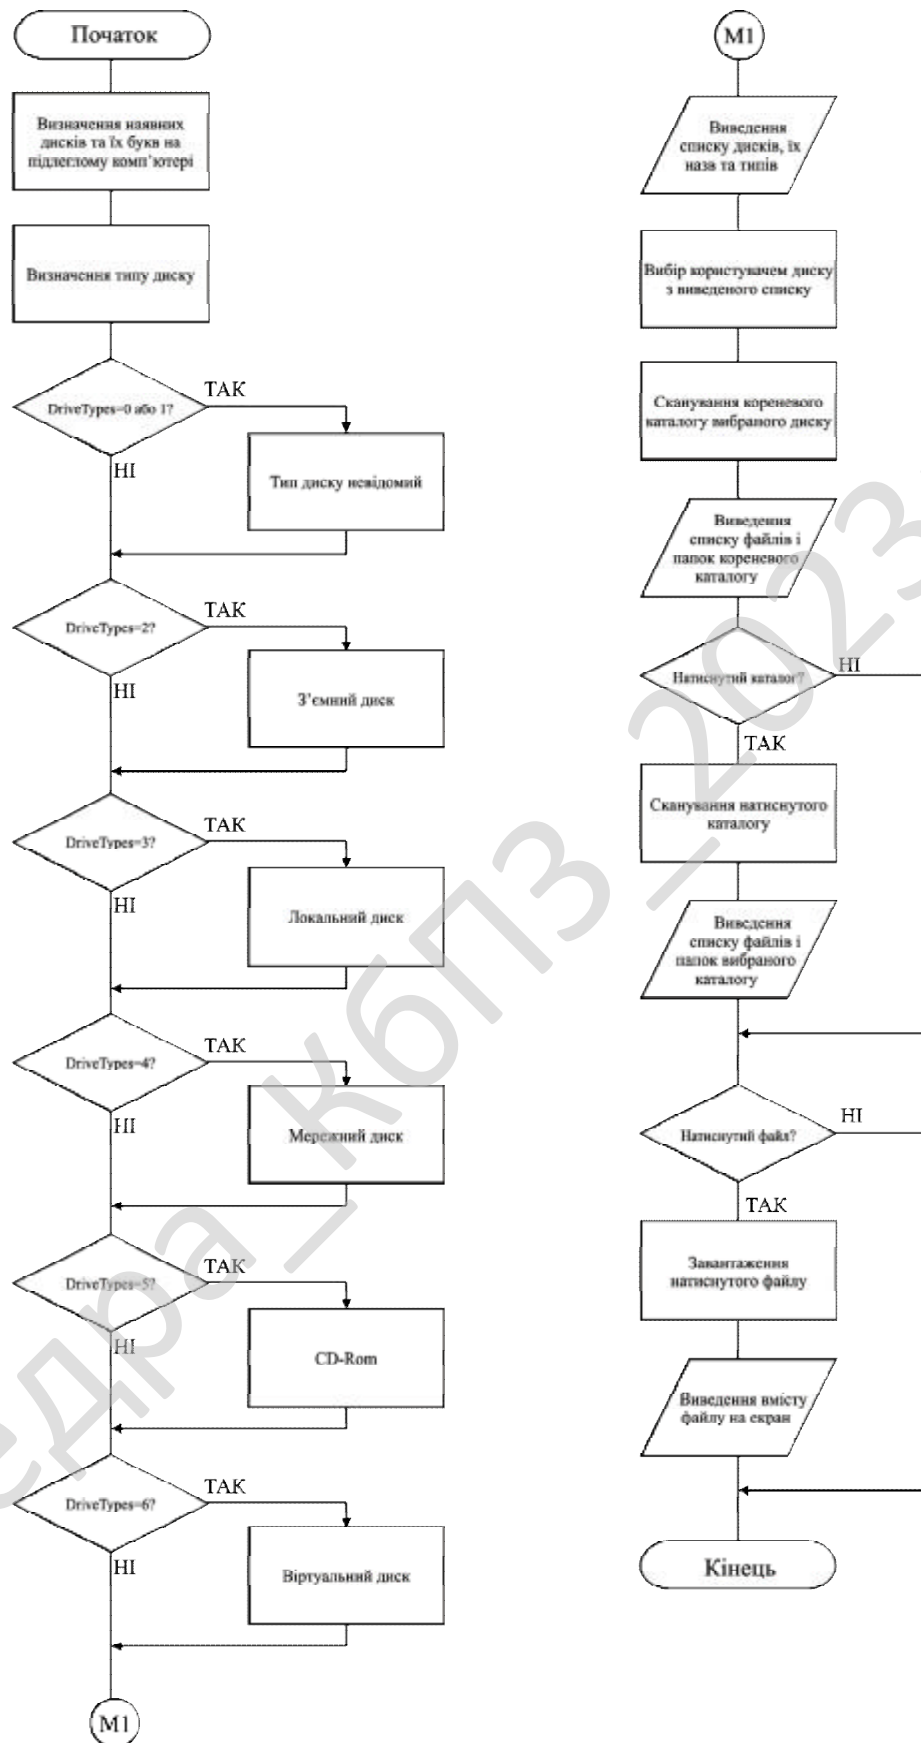 Початок
Визначення наявних
дисків та їх букв на
підлеглому комп’ютері
Визначення типу диску
DriveTypes=0 або 1?
ТАК
НІ
Тип диску невідомий
DriveTypes=2?
ТАК
НІ
З’ємний диск
DriveTypes=3?
ТАК
НІ
Локальний диск
DriveTypes=4?
ТАК
НІ
Мережний диск
DriveTypes=5?
ТАК
НІ
CD-Rom
DriveTypes=6?
ТАК
НІ
Віртуальний диск
М1
М1
Виведення
списку дисків, їх
назв та типів
Вибір користувачем диску
з виведеного списку
Сканування кореневого
каталогу вибраного диску
Виведення
списку файлів і
папок кореневого
каталогу
Натиснутий каталог?
НІ
ТАК
Сканування натиснутого
каталогу
Виведення
списку файлів і
папок вибраного
каталогу
Натиснутий файл?
НІ
ТАК
Завантаження
натиснутого файлу
Виведення вмісту
файлу на екран
Кінець
едра_КбПЗ_2023